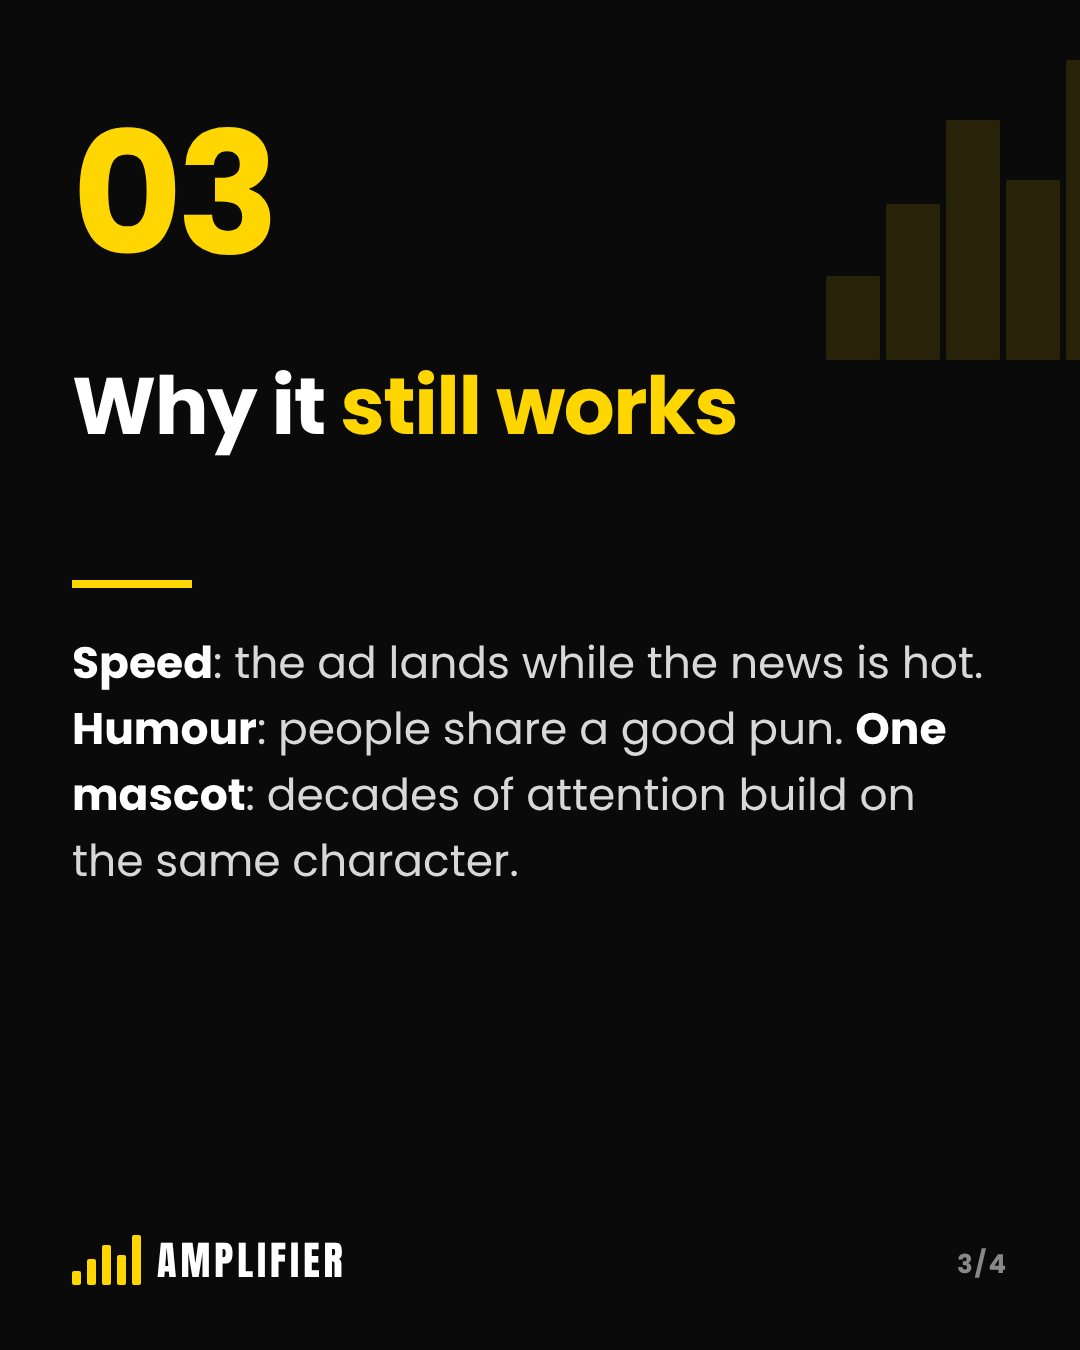 03
Why it still works
Speed: the ad lands while the news is hot.
Humour: people share a good pun. One
mascot: decades of attention build on
the same character.
AMPLIFIER
3/4